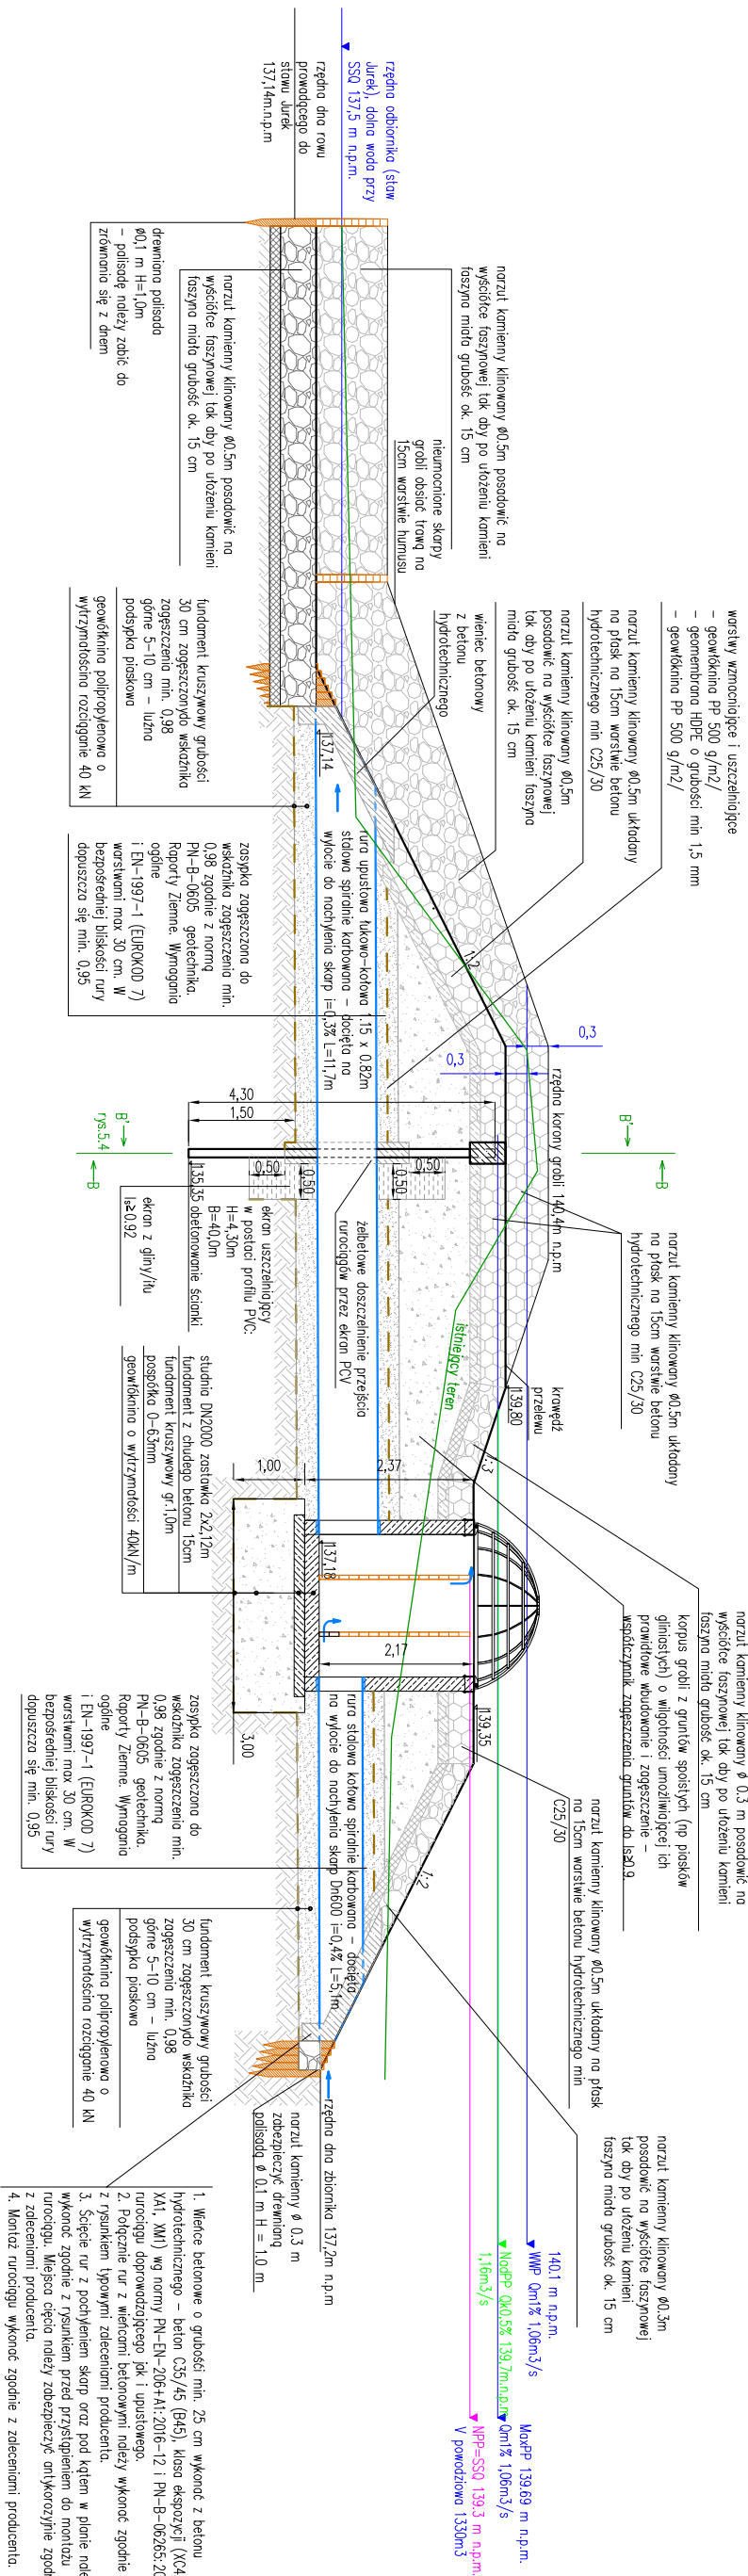 rzędna odbiornika (staw
Jurek), dolna woda przy
SSQ 137,5 m n.p.m.
rzędna dna rowu
prowadącego do
stawu Jurek
137,14m.n.p.m
drewniana palisada
Ø0,1 m H=1,0m
- palisadę należy zabić do
zrównania się z dnem
narzut kamienny klinowany Ø0.5m posadowić na
wyściółce faszynowej tak aby po ułożeniu kamieni
faszyna miała grubość ok. 15 cm
narzut kamienny klinowany Ø0.5m posadowić na
wyściółce faszynowej tak aby po ułożeniu kamieni
faszyna miała grubość ok. 15 cm
nieumocnione skarpy
grobli obsiać trawą na
15cm warstwie humusu
warstwy wzmacniające i uszczelniające
- geowłóknina PP 500 g/m2/
- geomembrana HDPE o grubości min 1,5 mm
- geowłóknina PP 500 g/m2/
narzut kamienny klinowany Ø0.5m układany
na płask na 15cm warstwie betonu
hydrotechnicznego min C25/30
narzut kamienny klinowany Ø0,5m
posadowić na wyściółce faszynowej
tak aby po ułożeniu kamieni faszyna
miała grubość ok. 15 cm
wieniec betonowy
z betonu
hydrotechnicznego
137,14
fundament kruszywowy grubości
30 cm zagęszczonydo wskaźnika
zagęszczenia min. 0.98
górne 5-10 cm - luźna
podsypka piaskowa
geowłóknina polipropylenowa o
wytrzymałościna rozciąganie 40 kN
rura upustowa łukowo-kołowa 1.15 x 0.82m
stalowa spiralnie karbowana - docięta na
wylocie do nachylenia skarp i=0,3% L=11,7m
zasypka zagęszczona do
wskaźnika zagęszczenia min.
0,98 zgodnie z normą
PN-B-0605 geotechnika.
Raporty Ziemne. Wymagania
ogólne
i EN-1997-1 (EUROKOD 7)
warstwami max 30 cm. W
bezpośredniej bliskości rury
dopuszcza się min. 0,95
1:2
0,3
0,3
rzędna korony grobli 140,4m n.p.m
4,30
1,50
B'
B
B'
B
rys.5.4
0,50
0,50
0,50
0,50
135,35 obetonowanie ścianki
ekran uszczelniający
w postaci profilu PVC:
H=4,30m
B=40,0m
ekran z gliny/iłu
Is≥0.92
żelbetowe doszczelnienie przejścia
rurociągów przez ekran PCV
narzut kamienny klinowany Ø0.5m układany
na płask na 15cm warstwie betonu
hydrotechnicznego min C25/30
istniejący teren
krawędź
przelewu
139,80
1:3
1,00
2,37
studnia DN2000 zastawka 2x2,12m
fundament z chudego betonu 15cm
fundament kruszywowy gr.1,0m
pospółka 0-63mm
geowłóknina o wytrzymałości 40kN/m
137,18
2,17
3,00
139,35
narzut kamienny klinowany Ø 0.3 m posadowić na
wyściółce faszynowej tak aby po ułożeniu kamieni
faszyna miała grubość ok. 15 cm
korpus grobli z gruntów spoistych (np piasków
gliniastych) o wilgotności umożliwiającej ich
prawidłowe wbudowanie i zagęszczenie -
współczynnik zagęszczenia gruntów do Is≥0.9.
narzut kamienny klinowany Ø0.5m układany na płask
na 15cm warstwie betonu hydrotechnicznego min
C25/30
rura stalowa kołowa spiralnie karbowana - docięta
na wylocie do nachylenia skarp Dn600 i=0,4% L=5,1m
zasypka zagęszczona do
wskaźnika zagęszczenia min.
0,98 zgodnie z normą
PN-B-0605 geotechnika.
Raporty Ziemne. Wymagania
ogólne
i EN-1997-1 (EUROKOD 7)
warstwami max 30 cm. W
bezpośredniej bliskości rury
dopuszcza się min. 0,95
1:2
fundament kruszywowy grubości
30 cm zagęszczonydo wskaźnika
zagęszczenia min. 0.98
górne 5-10 cm - luźna
podsypka piaskowa
geowłóknina polipropylenowa o
wytrzymałościna rozciąganie 40 kN
narzut kamienny klinowany Ø0.3m
posadowić na wyściółce faszynowej
tak aby po ułożeniu kamieni
faszyna miała grubość ok. 15 cm
rzędna dna zbiornika 137,2m n.p.m
narzut kamienny Ø 0.3 m
zabezpieczyć drewnianą
palisadą Ø 0.1 m H = 1.0 m
140.1 m n.p.m.
WWP Qm1% 1,06m3/s
NadPP Qk0,5% 139,7m.n.p.m
1,16m3/s
MaxPP 139.69 m n.p.m.
Qm1% 1,06m3/s
NPP=SSQ 139.3 m n.p.m.
V powodziowa 1330m3
1. Wieńce betonowe o grubości min. 25 cm wykonać z betonu
hydrotechnicznego - beton C35/45 (B45), klasa ekspozycji (XC4
XA1, XM1) wg normy PN-EN-206+A1:2016-12 i PN-B-06265:20
rurociągu doprowadzającego jak i upustowego.
2. Połącznie rur z wieńcami betonowymi należy wykonać zgodnie
z rysunkiem typowymi zaleceniami producenta.
3. Ścięcie rur z pochyleniem skarp oraz pod kątem w planie nale
wykonać zgodnie z rysunkiem przed przystąpieniem do montażu
rurociągu. Miejsca cięcia należy zabezpieczyć antykorozyjnie zgodn
z zaleceniami producenta.
4. Montaż rurociągu wykonać zgodnie z zaleceniami producenta.